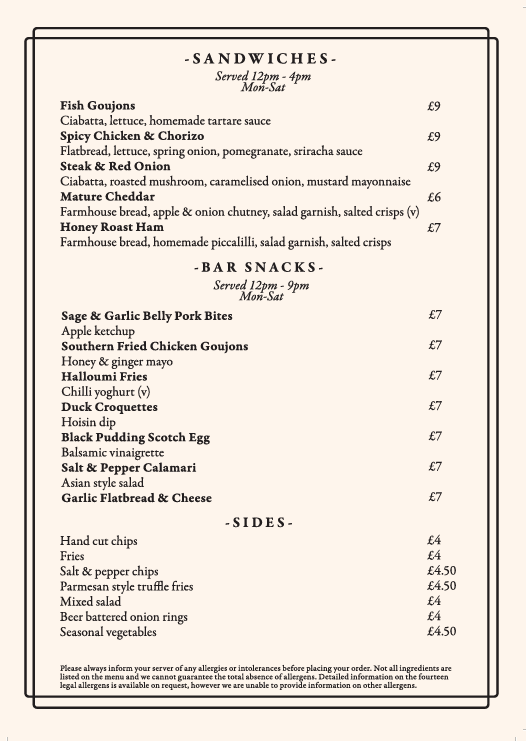 -SANDWICHES-
Served 12pm - 4pm
Mon-Sat
Fish Goujons £9
Ciabatta, lettuce, homemade tartare sauce
Spicy Chicken & Chorizo £9
Flatbread, lettuce, spring onion, pomegranate, sriracha sauce
Steak & Red Onion £9
Ciabatta, roasted mushroom, caramelised onion, mustard mayonnaise
Mature Cheddar £6
Farmhouse bread, apple & onion chutney, salad garnish, salted crisps (v)
Honey Roast Ham £7
Farmhouse bread, homemade piccalilli, salad garnish, salted crisps
-BAR SNACKS-
Served 12pm - 9pm
Mon-Sat
Sage & Garlic Belly Pork Bites £7
Apple ketchup
Southern Fried Chicken Goujons £7
Honey & ginger mayo
Halloumi Fries £7
Chilli yoghurt (v)
Duck Croquettes £7
Hoisin dip
Black Pudding Scotch Egg £7
Balsamic vinaigrette
Salt & Pepper Calamari £7
Asian style salad
Garlic Flatbread & Cheese £7
-SIDES-
Hand cut chips £4
Fries £4
Salt & pepper chips £4.50
Parmesan style truffle fries £4.50
Mixed salad £4
Beer battered onion rings £4
Seasonal vegetables £4.50
Please always inform your server of any allergies or intolerances before placing your order. Not all ingredients are
listed on the menu and we cannot guarantee the total absence of allergens. Detailed information on the fourteen
legal allergens is available on request, however we are unable to provide information on other allergens.